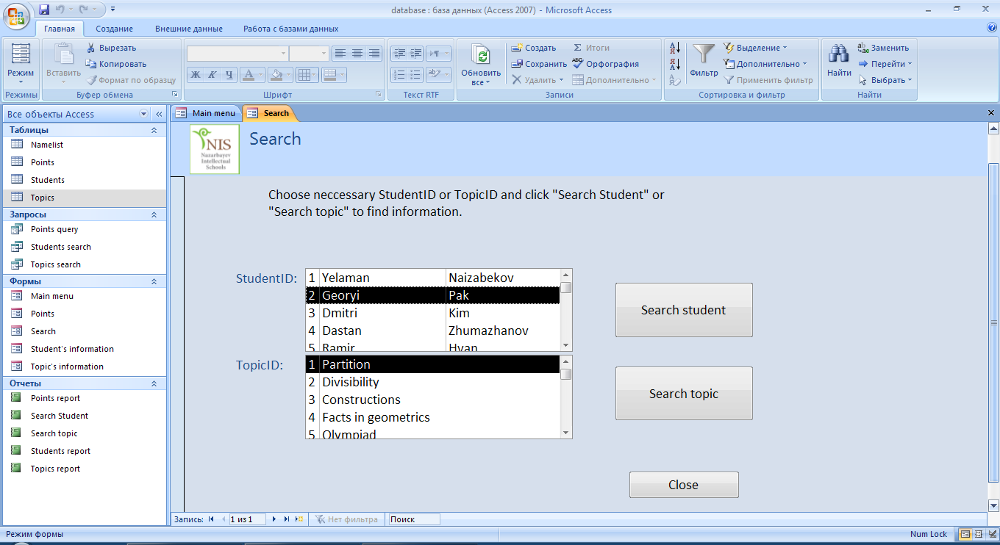 database : база данных (Access 2007) - Microsoft Access
Главная Создание Внешние данные Работа с базами данных
Режим
Режимы
Вставить
Вырезать
Копировать
Формат по образцу
Буфер обмена
Ж К Ч А
Шрифт
Текст RTF
Обновить все
Создать
Сохранить
Удалить
Итоги
Орфография
Дополнительно
Записи
Фильтр
Выделение
Дополнительно
Применить фильтр
Сортировка и фильтр
Найти
Заменить
Перейти
Выбрать
Найти
Все объекты Access
Таблицы
Namelist
Points
Students
Topics
Запросы
Points query
Students search
Topics search
Формы
Main menu
Points
Search
Student's information
Topic's information
Отчеты
Points report
Search Student
Search topic
Students report
Topics report
Main menu Search
NIS
Nazarbayev
Intellectual
Schools
Search
Choose neccessary StudentID or TopicID and click "Search Student" or
"Search topic" to find information.
StudentID:
1 Yelaman Naizabekov
2 Georyi Pak
3 Dmitri Kim
4 Dastan Zhumazhanov
5 Ramir Hvan
Search student
TopicID:
1 Partition
2 Divisibility
3 Constructions
4 Facts in geometrics
5 Olympiad
Search topic
Close
Запись: 1 из 1 Нет фильтра Поиск
Режим формы Num Lock